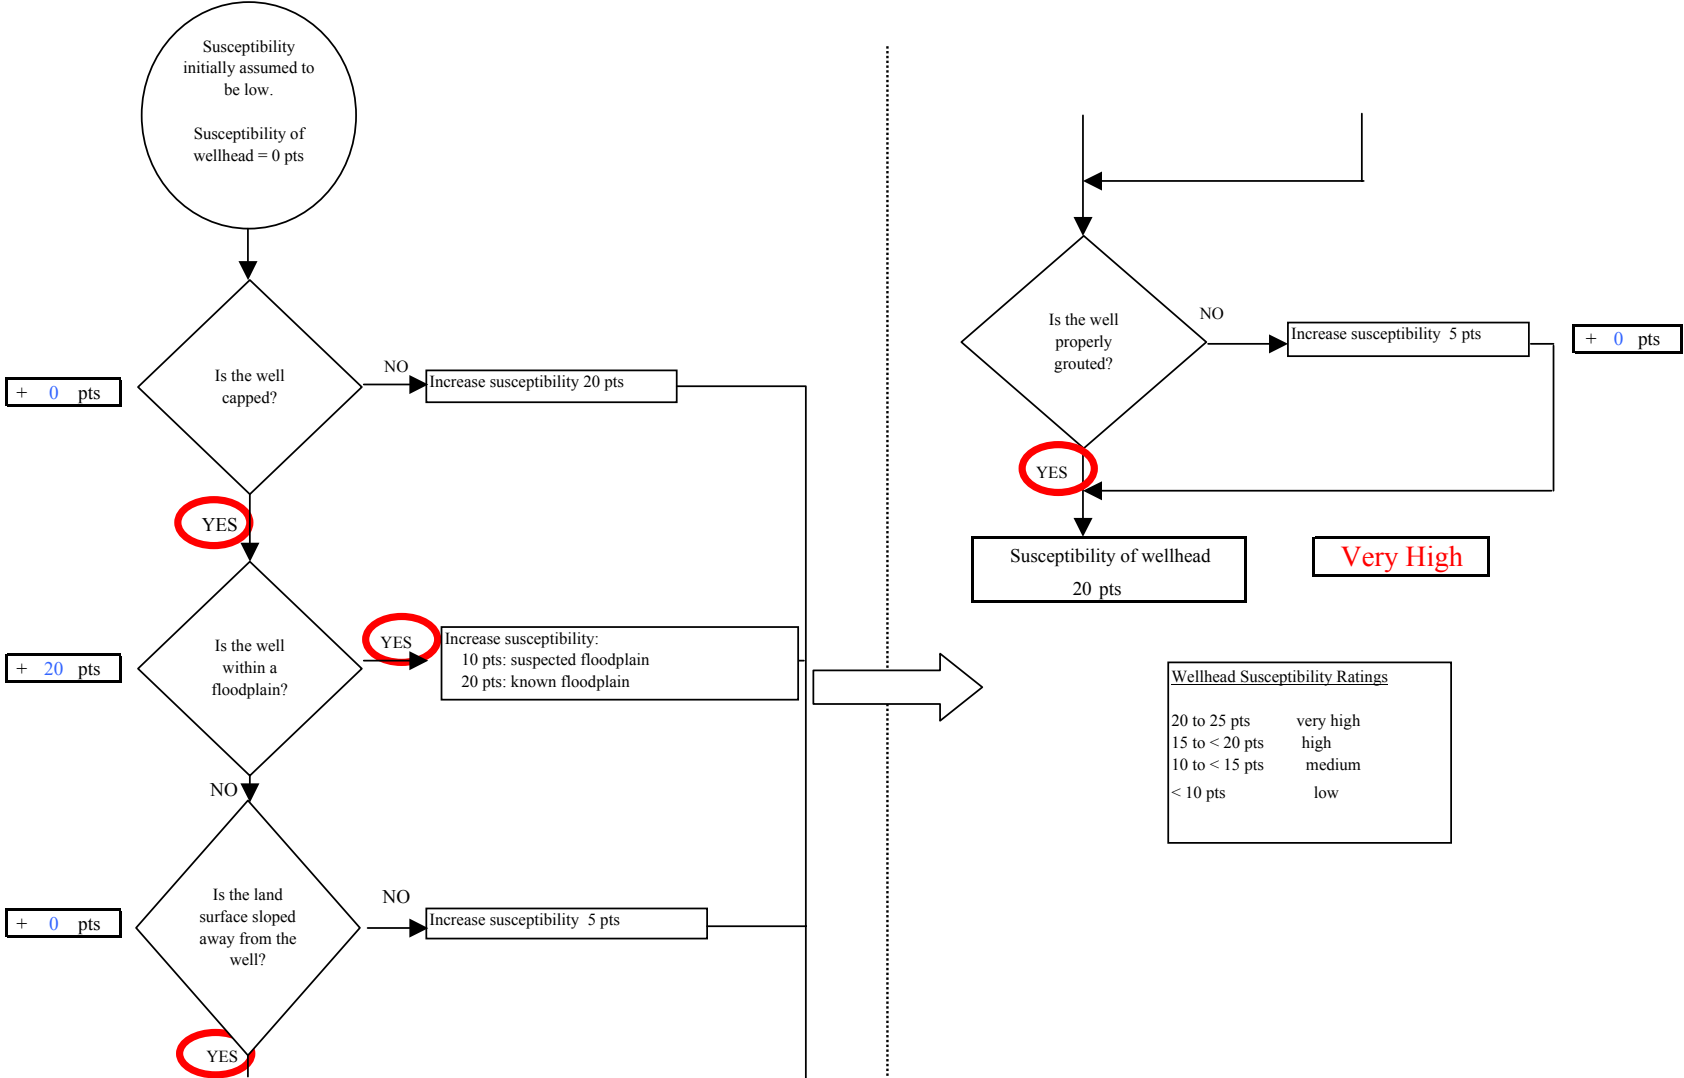 Susceptibility
initially assumed to
be low.
Susceptibility of
wellhead = 0 pts
Is the well
capped?
NO
Increase susceptibility 20 pts
+ 0 pts
YES
Is the well
within a
floodplain?
YES
Increase susceptibility:
10 pts: suspected floodplain
20 pts: known floodplain
+ 20 pts
NO
Is the land
surface sloped
away from the
well?
NO
Increase susceptibility 5 pts
+ 0 pts
YES
Is the well
properly
grouted?
NO
Increase susceptibility 5 pts
+ 0 pts
YES
Susceptibility of wellhead
20 pts
Very High
Wellhead Susceptibility Ratings
20 to 25 pts very high
15 to < 20 pts high
10 to < 15 pts medium
< 10 pts low